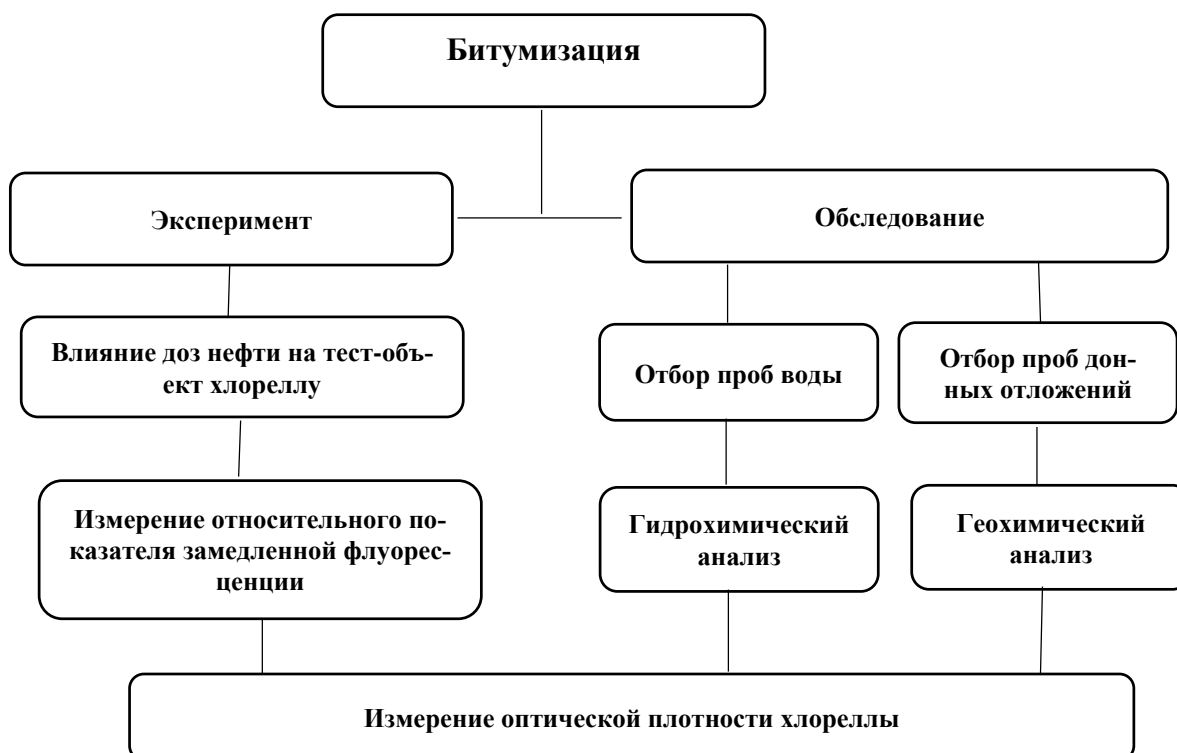 Битумизация
Эксперимент
Обследование
Влияние доз нефти на тест-объ-
ект хлореллу
Отбор проб воды
Отбор проб дон-
ных отложений
Измерение относительного по-
казателя замедленной флуорес-
ценции
Гидрохимический
анализ
Геохимический
анализ
Измерение оптической плотности хлореллы